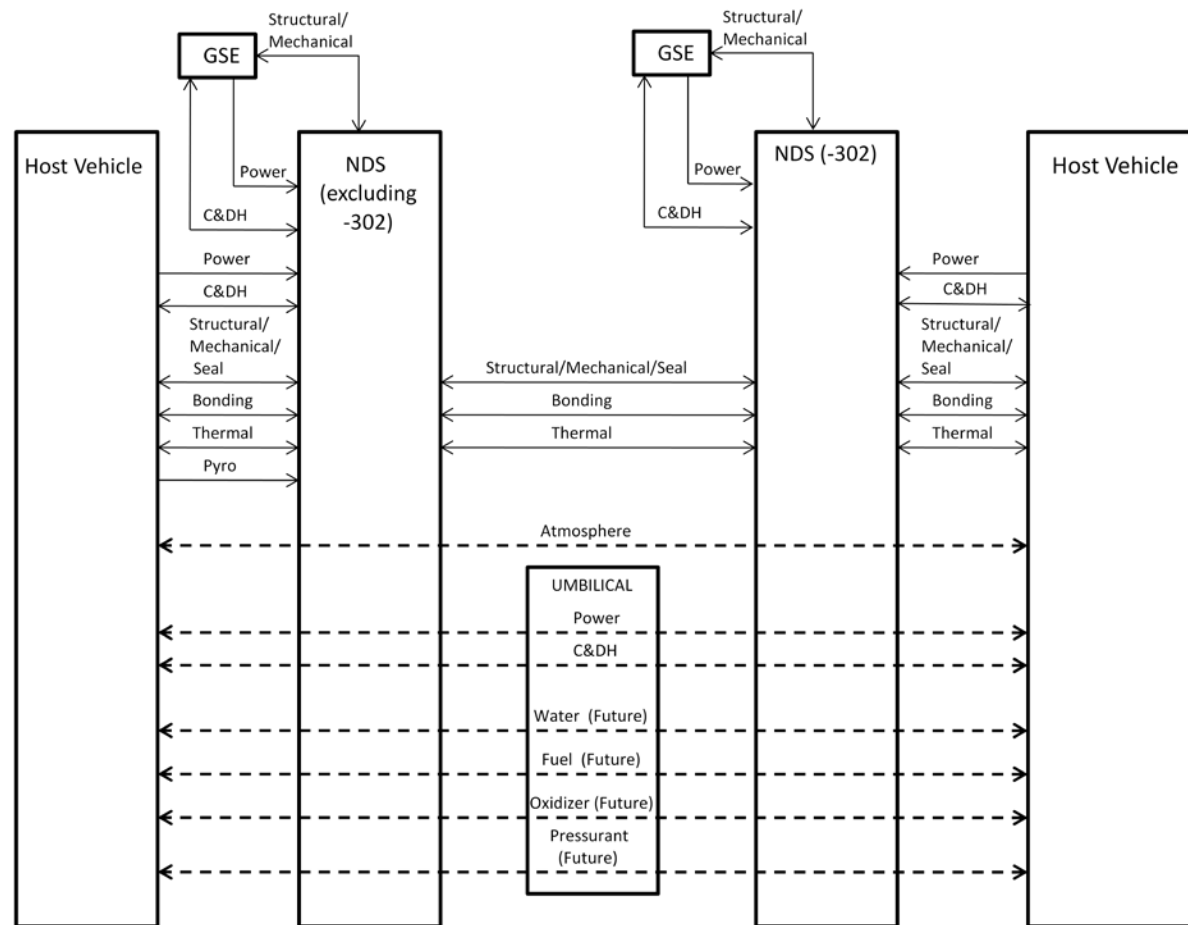 Structural/
Mechanical
GSE
Structural/
Mechanical
GSE
Host Vehicle
NDS
(excluding
-302)
NDS (-302)
Host Vehicle
Power
C&DH
Power
C&DH
Power
C&DH
Structural/
Mechanical/
Seal
Bonding
Thermal
Pyro
Structural/Mechanical/Seal
Bonding
Thermal
Power
C&DH
Structural/
Mechanical/
Seal
Bonding
Thermal
Atmosphere
UMBILICAL
Power
C&DH
Water (Future)
Fuel (Future)
Oxidizer (Future)
Pressurant
(Future)